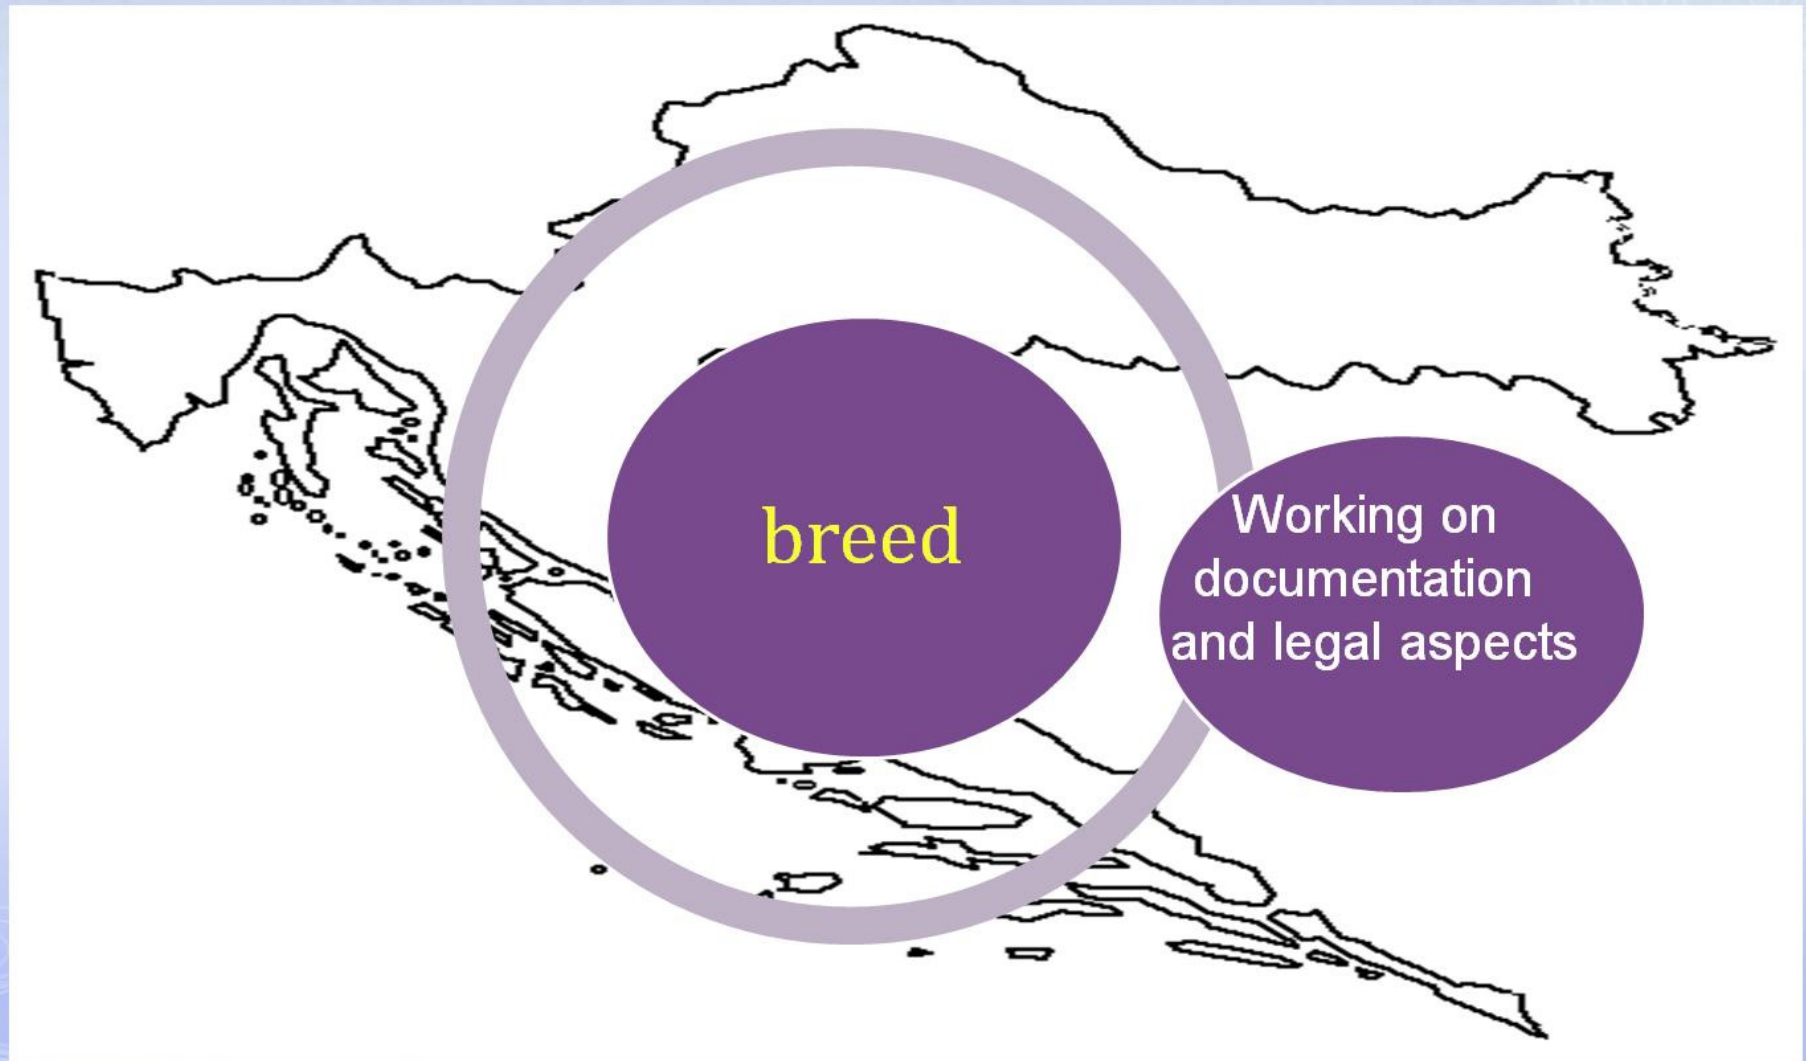 breed
Working on
documentation
and legal aspects